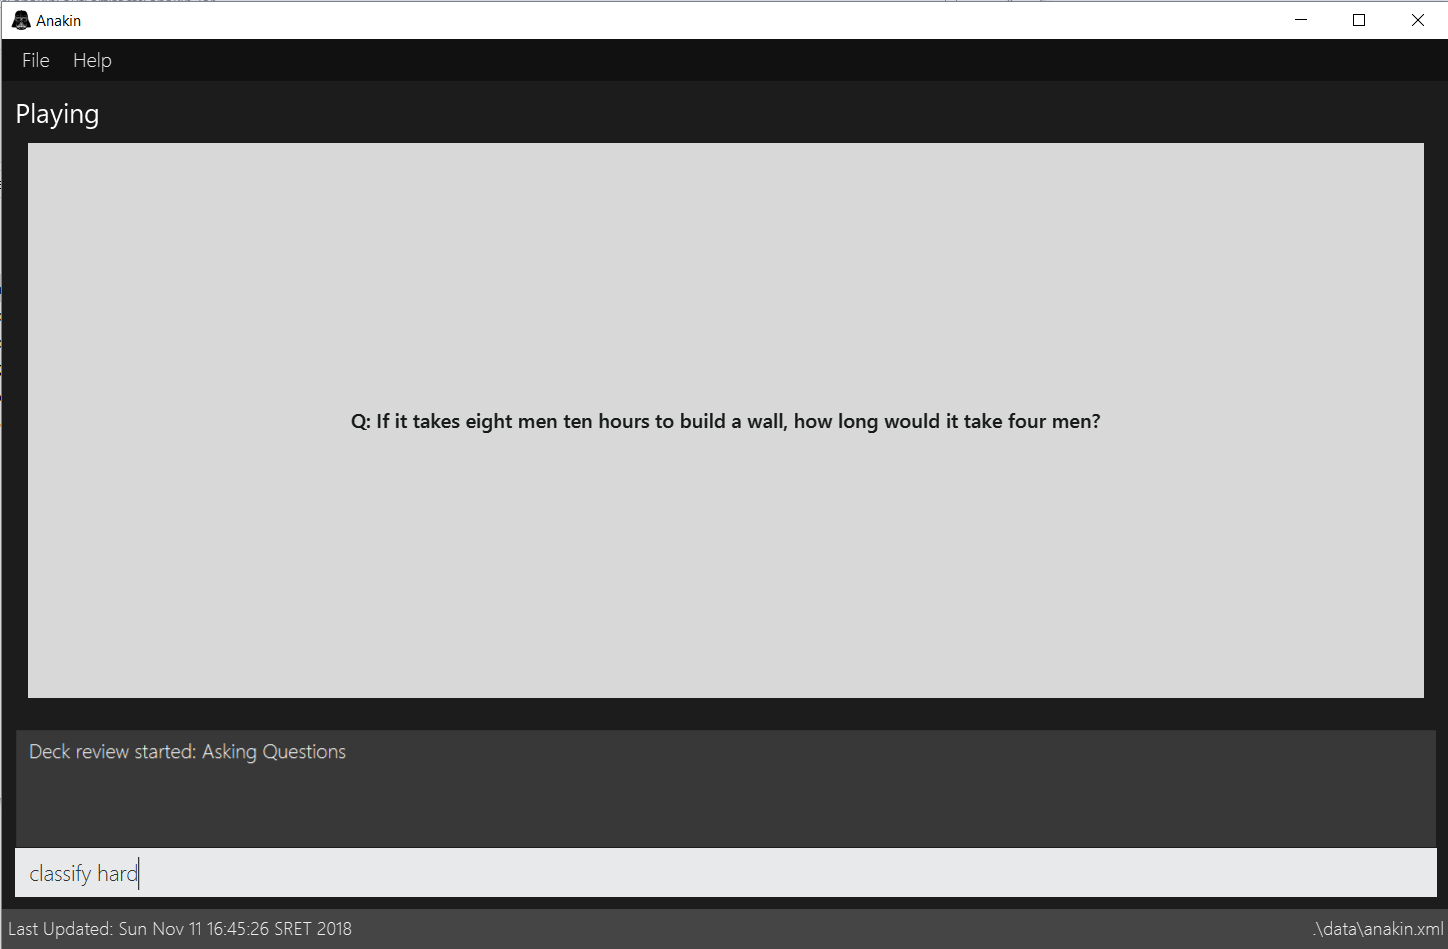 Anakin
File Help
Playing
Q: If it takes eight men ten hours to build a wall, how long would it take four men?
Deck review started: Asking Questions
classify hard
Last Updated: Sun Nov 11 16:45:26 SRET 2018
.\data\anakin.xml